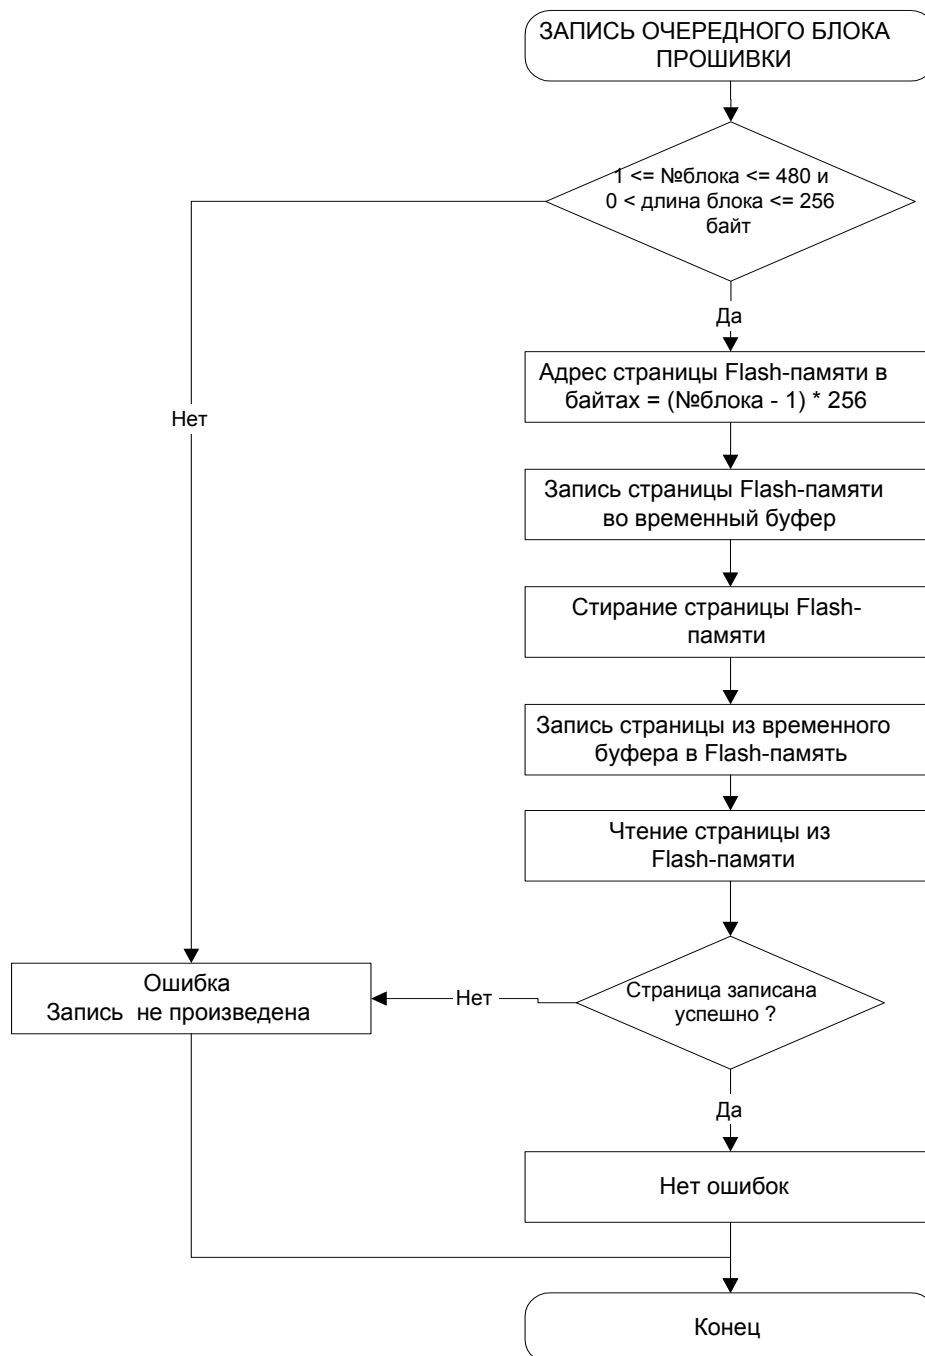 ЗАПИСЬ ОЧЕРЕДНОГО БЛОКА
ПРОШИВКИ
1 <= №блока <= 480 и
0 < длина блока <= 256
байт
Да
Адрес страницы Flash-памяти в
байтах = (№блока - 1) * 256
Нет
Запись страницы Flash-памяти
во временный буфер
Стирание страницы Flash-
памяти
Запись страницы из временного
буфера в Flash-память
Чтение страницы из
Flash-памяти
Ошибка
Запись не произведена
Нет
Страница записана
успешно ?
Да
Нет ошибок
Конец